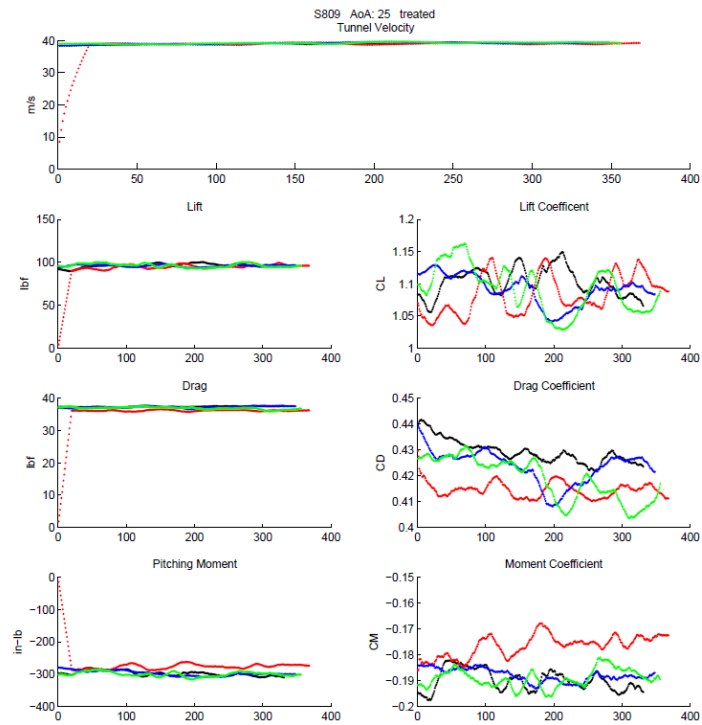 S809 AoA: 25 treated
Tunnel Velocity
50
40
30
20
10
0
m/s
0 50 100 150 200 250 300 350 400
Lift
150
100
50
0
lbf
0 100 200 300 400
Lift Coefficent
1.2
1.15
1.1
1.05
1
CL
0 100 200 300 400
Drag
40
30
20
10
0
lbf
0 100 200 300 400
Drag Coefficient
0.45
0.44
0.43
0.42
0.41
0.4
CD
0 100 200 300 400
Pitching Moment
0
−100
−200
−300
−400
in−lb
0 100 200 300 400
Moment Coefficient
−0.15
−0.16
−0.17
−0.18
−0.19
−0.2
CM
0 100 200 300 400